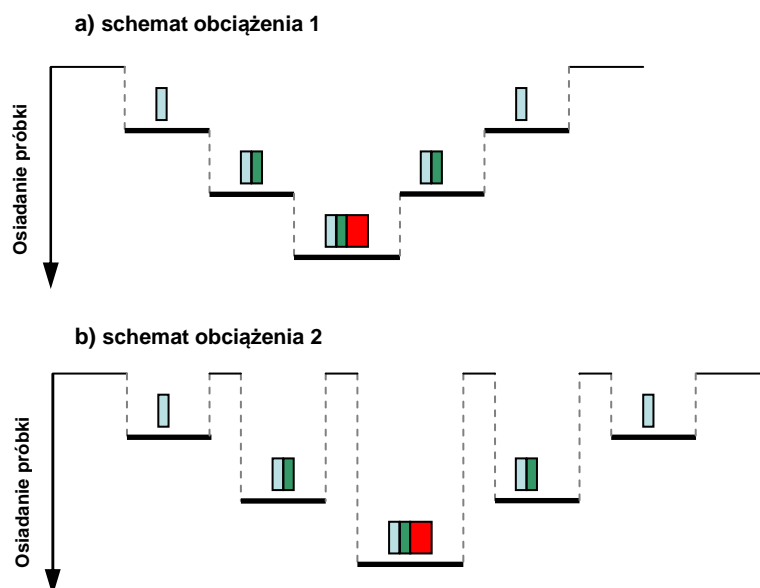 a) schemat obciążenia 1
Osiadanie próbki
b) schemat obciążenia 2
Osiadanie próbki